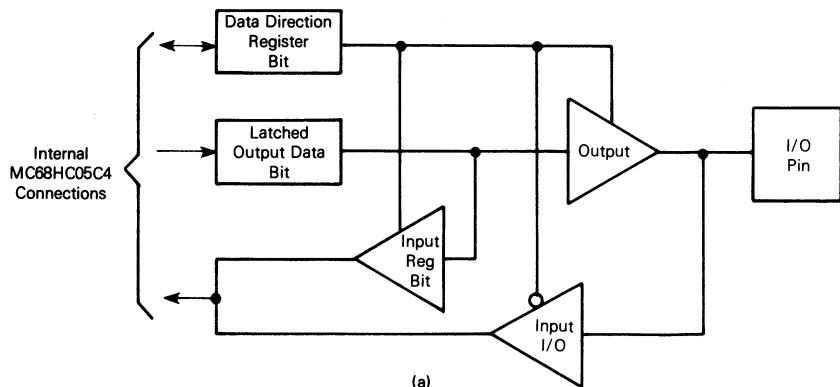 Data Direction
Register
Bit
Latched
Output Data
Bit
Internal
MC68HC05C4
Connections
Output
I/O
Pin
Input
Reg
Bit
Input
I/O
(a)